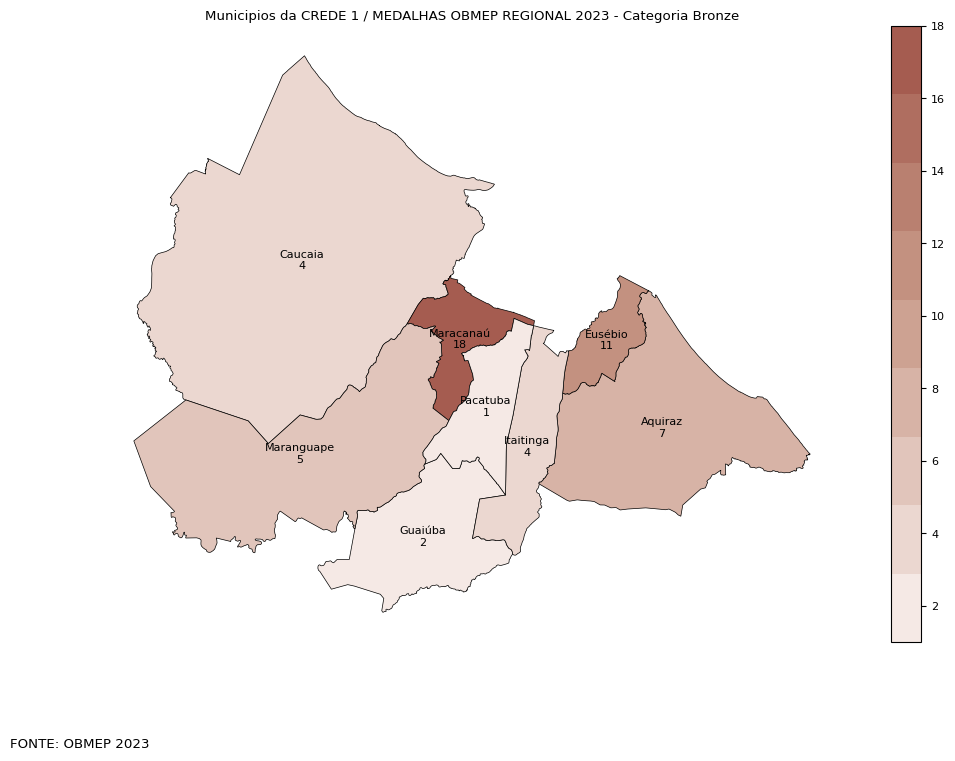 Municipios da CREDE 1 / MEDALHAS OBMEP REGIONAL 2023 - Categoria Bronze
18
16
14
12
10
8
6
4
2
Caucaia
4
Maracanaú
18
Eusébio
11
Pacatuba
1
Aquiraz
7
Itaitinga
4
Maranguape
5
Guaiúba
2
FONTE: OBMEP 2023